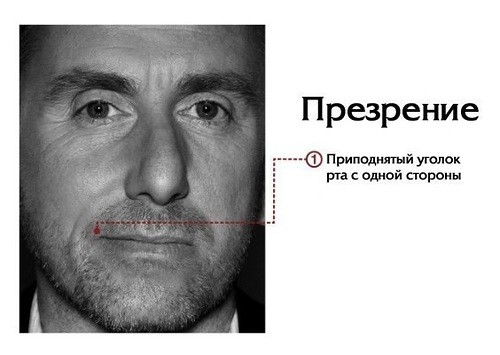 Презрение
1 Приподнятый уголок
рта с одной стороны